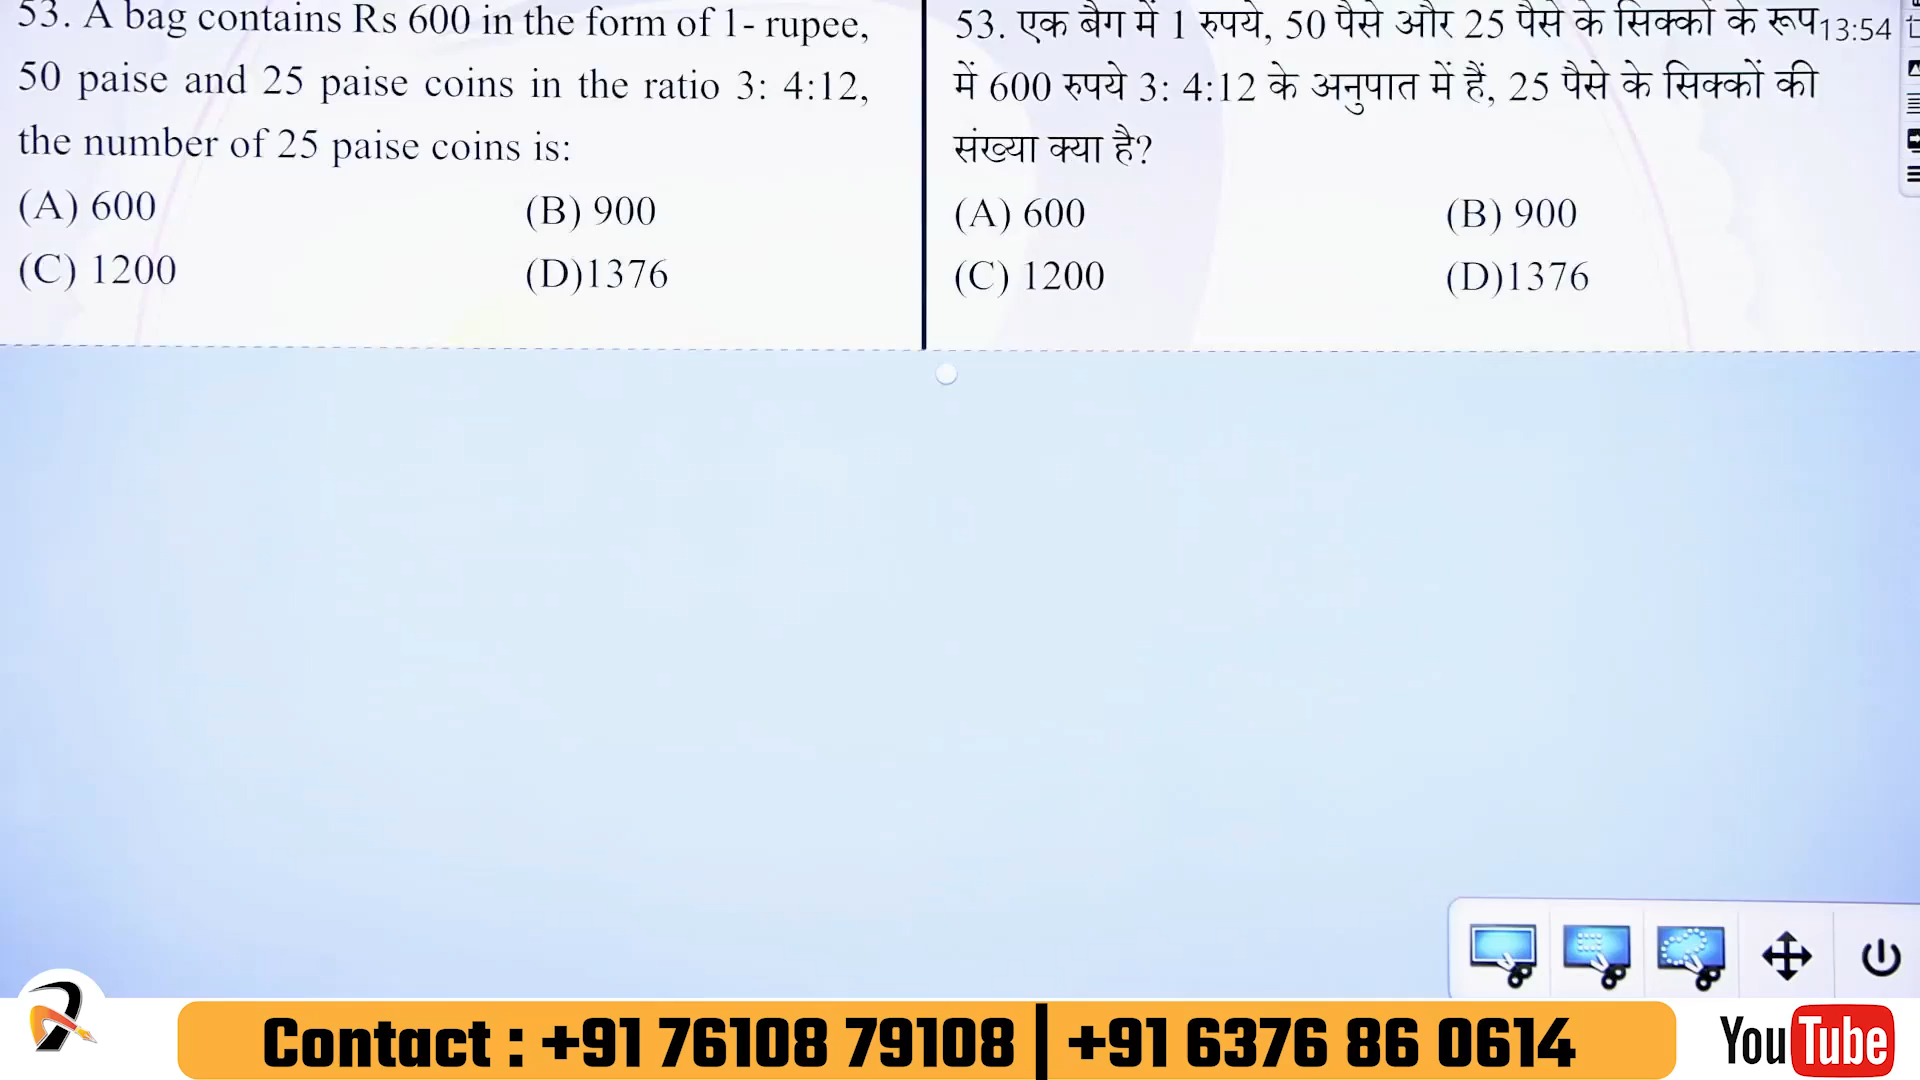 53. A bag contains Rs 600 in the form of 1- rupee,
50 paise and 25 paise coins in the ratio 3: 4:12,
the number of 25 paise coins is:
(A) 600 (B) 900
(C) 1200 (D)1376
53. एक बैग में 1 रुपये, 50 पैसे और 25 पैसे के सिक्कों के रूप
में 600 रुपये 3: 4:12 के अनुपात में हैं, 25 पैसे के सिक्कों की
संख्या क्या है?
(A) 600 (B) 900
(C) 1200 (D)1376
13:54
Contact : +91 76108 79108 | +91 6376 86 0614
YouTube